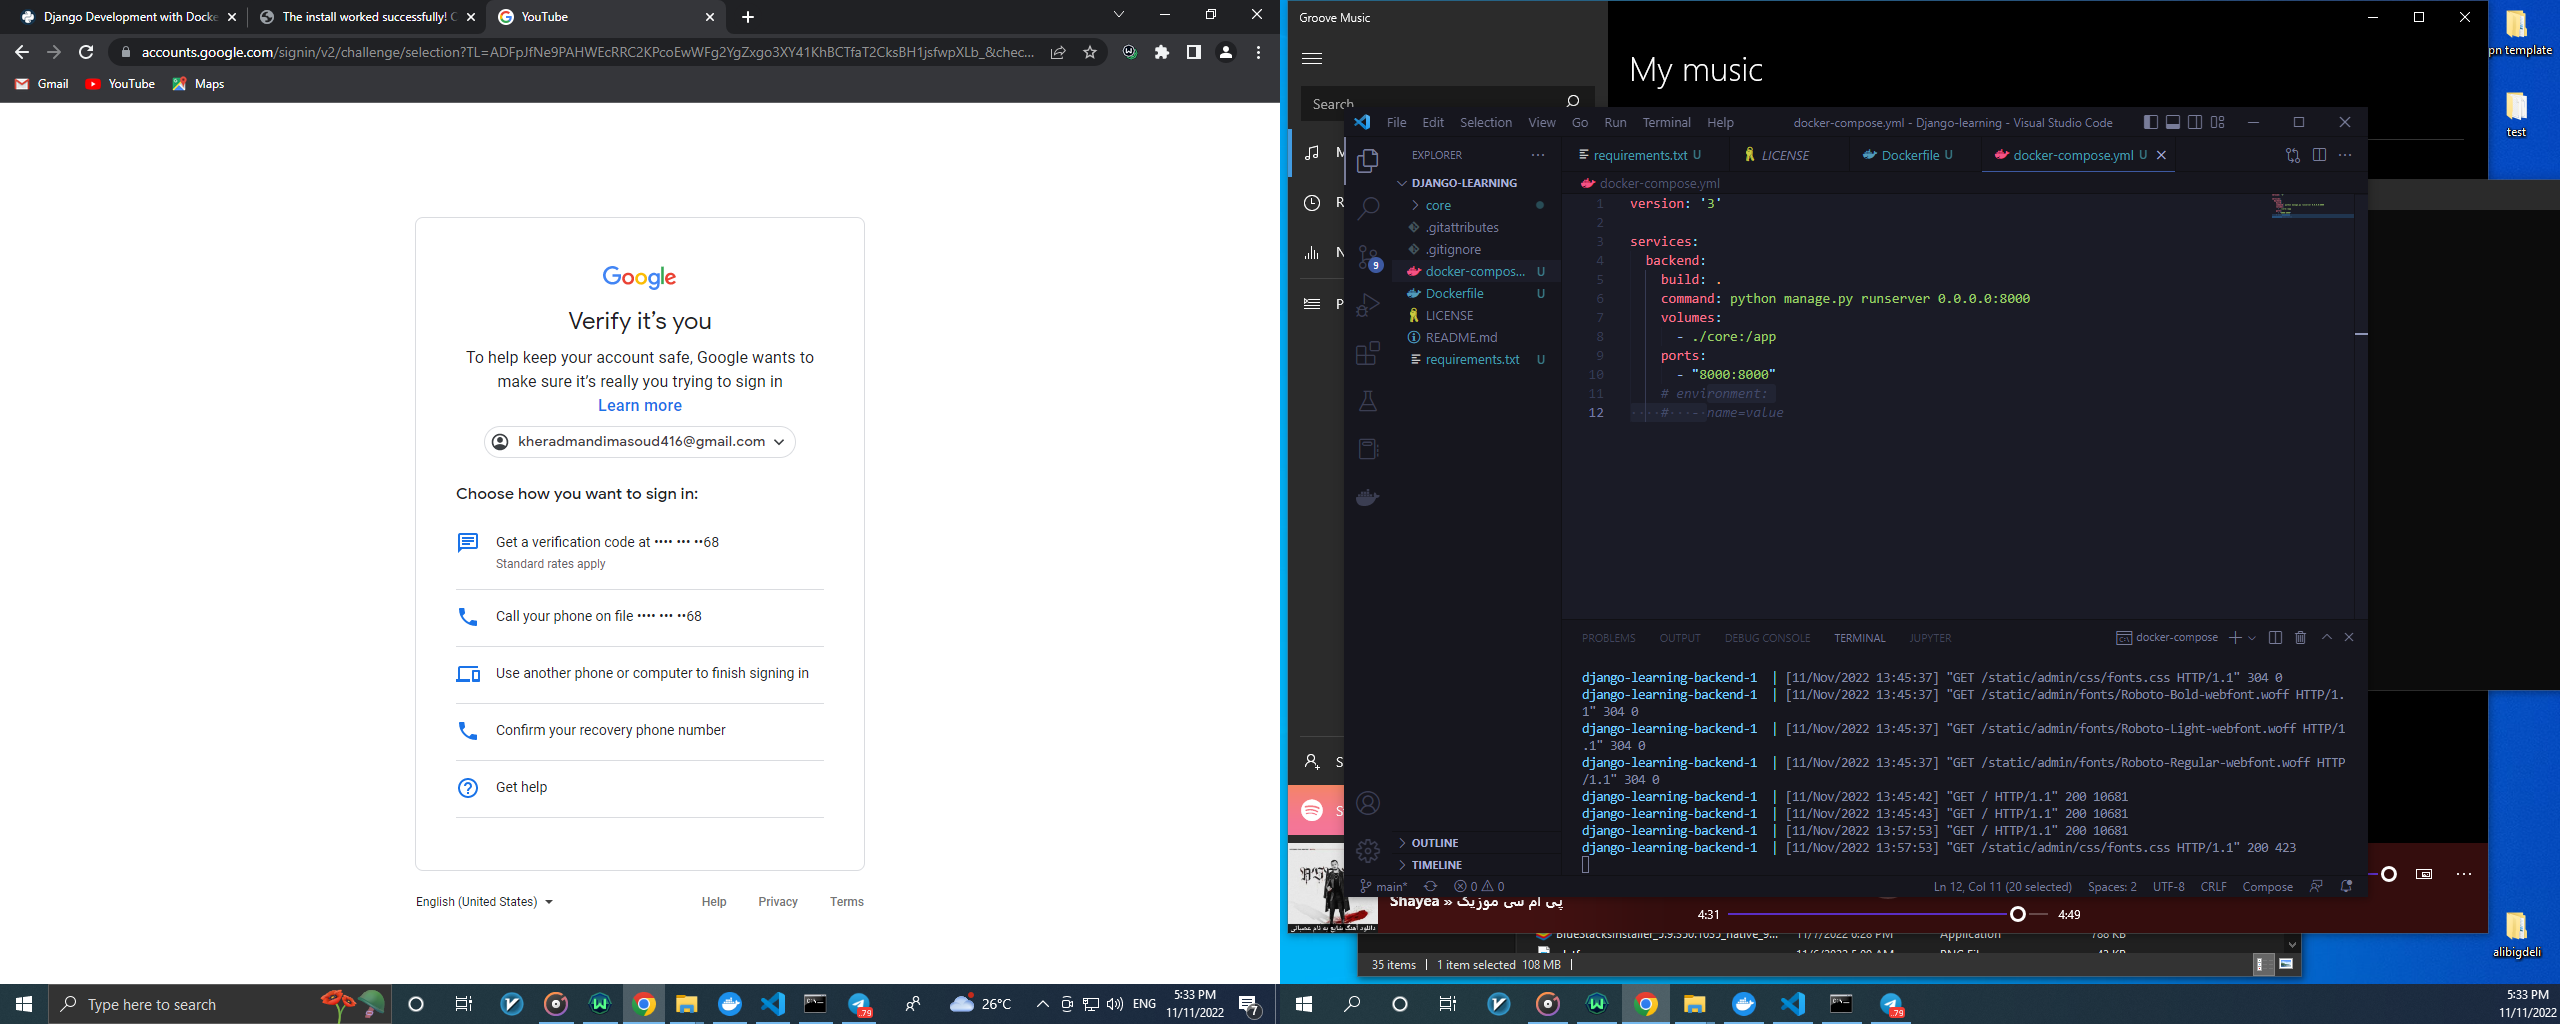 Django Development with Docke
The install worked successfully! C
YouTube
accounts.google.com/signin/v2/challenge/selection?TL=ADFpJfNe9PAHWEcRRC2KPcoEwWFg2YgZxgo3XY41KhBCTfaT2CksBH1jsfwpXLb_&chec...
Gmail
YouTube
Maps
Google
Verify it’s you
To help keep your account safe, Google wants to
make sure it’s really you trying to sign in
Learn more
kheradmandimasoud416@gmail.com
Choose how you want to sign in:
Get a verification code at •••• ••• ••68
Standard rates apply
Call your phone on file •••• ••• ••68
Use another phone or computer to finish signing in
Confirm your recovery phone number
Get help
English (United States)
Help
Privacy
Terms
Type here to search
26°C
ENG
5:33 PM
11/11/2022
7
Groove Music
My music
Search
File Edit Selection View Go Run Terminal Help
docker-compose.yml - Django-learning - Visual Studio Code
EXPLORER
requirements.txt U
LICENSE
Dockerfile U
docker-compose.yml U
DJANGO-LEARNING
core
.gitattributes
.gitignore
docker-compos... U
Dockerfile U
LICENSE
README.md
requirements.txt U
9
docker-compose.yml
1 version: '3'
2
3 services:
4 backend:
5 build: .
6 command: python manage.py runserver 0.0.0.0:8000
7 volumes:
8 - ./core:/app
9 ports:
10 - "8000:8000"
11 # environment:
12 # - name=value
PROBLEMS OUTPUT DEBUG CONSOLE TERMINAL JUPYTER
docker-compose
django-learning-backend-1 | [11/Nov/2022 13:45:37] "GET /static/admin/css/fonts.css HTTP/1.1" 304 0
django-learning-backend-1 | [11/Nov/2022 13:45:37] "GET /static/admin/fonts/Roboto-Bold-webfont.woff HTTP/1.
1" 304 0
django-learning-backend-1 | [11/Nov/2022 13:45:37] "GET /static/admin/fonts/Roboto-Light-webfont.woff HTTP/1
.1" 304 0
django-learning-backend-1 | [11/Nov/2022 13:45:37] "GET /static/admin/fonts/Roboto-Regular-webfont.woff HTTP
/1.1" 304 0
django-learning-backend-1 | [11/Nov/2022 13:45:42] "GET / HTTP/1.1" 200 10681
django-learning-backend-1 | [11/Nov/2022 13:45:43] "GET / HTTP/1.1" 200 10681
django-learning-backend-1 | [11/Nov/2022 13:57:53] "GET / HTTP/1.1" 200 10681
django-learning-backend-1 | [11/Nov/2022 13:57:53] "GET /static/admin/css/fonts.css HTTP/1.1" 200 423
OUTLINE
TIMELINE
main*
0 0
Ln 12, Col 11 (20 selected)
Spaces: 2
UTF-8
CRLF
Compose
Shayea » پی ام سی موزیک
4:31
4:49
BlueStacksInstaller_5.9.350.1035_native_9...
11/7/2022 6:28 PM
Application
788 KB
35 items
1 item selected 108 MB
pn template
test
alibigdeli
.79
5:33 PM
11/11/2022